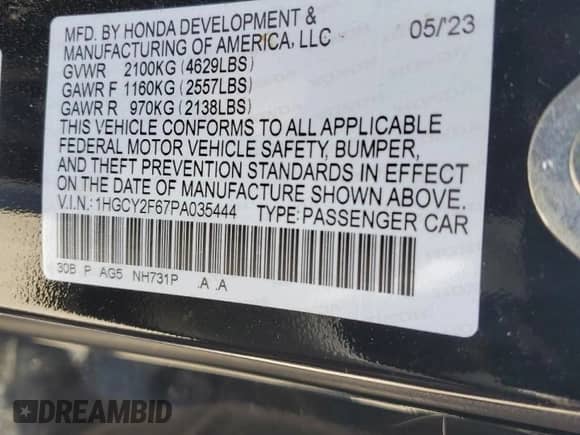 MFD. BY HONDA DEVELOPMENT &
MANUFACTURING OF AMERICA, LLC 05/23
GVWR 2100KG (4629LBS)
GAWR F 1160KG (2557LBS)
GAWR R 970KG (2138LBS)
THIS VEHICLE CONFORMS TO ALL APPLICABLE
FEDERAL MOTOR VEHICLE SAFETY, BUMPER,
AND THEFT PREVENTION STANDARDS IN EFFECT
ON THE DATE OF MANUFACTURE SHOWN ABOVE.
V.I.N.:1HGCY2F67PA035444 TYPE:PASSENGER CAR
30B P AG5 NH731P .A .A
DREAMBID